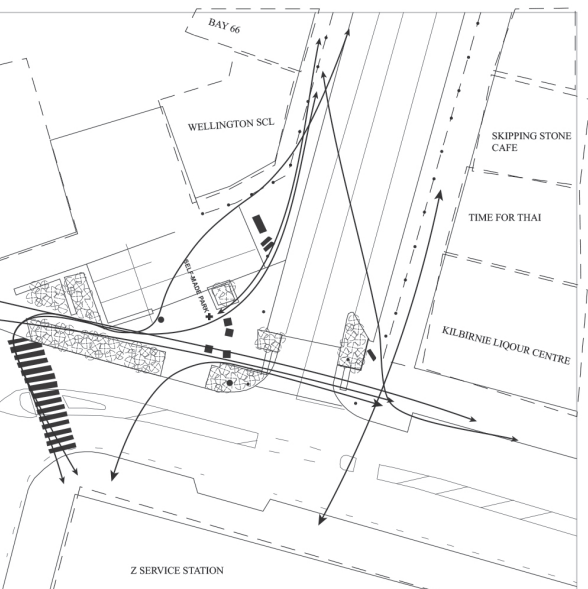 BAY 66
WELLINGTON SCL
SKIPPING STONE
CAFE
TIME FOR THAI
SELF-MADE PARK
KILBIRNIE LIQOUR CENTRE
Z SERVICE STATION